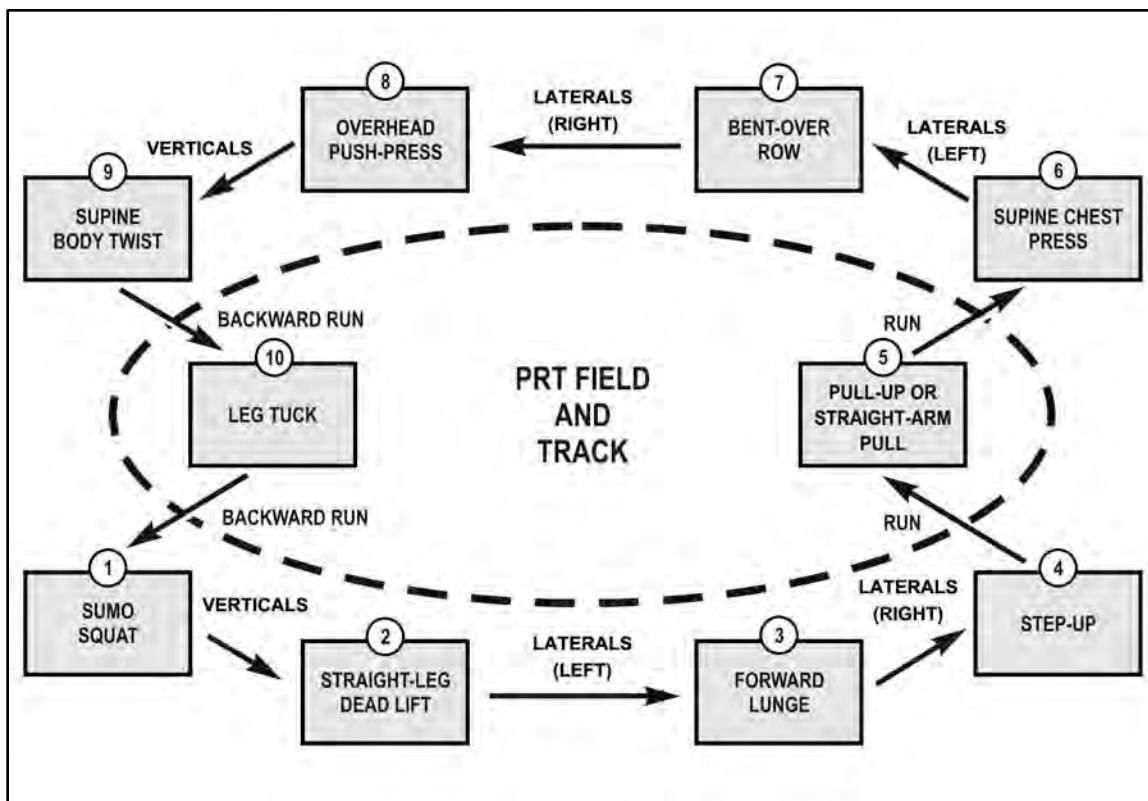 8
OVERHEAD
PUSH-PRESS
LATERALS
(RIGHT)
7
BENT-OVER
ROW
LATERALS
(LEFT)
6
SUPINE CHEST
PRESS
VERTICALS
9
SUPINE
BODY TWIST
BACKWARD RUN
10
LEG TUCK
PRT FIELD
AND
TRACK
RUN
5
PULL-UP OR
STRAIGHT-ARM
PULL
BACKWARD RUN
RUN
1
SUMO
SQUAT
VERTICALS
2
STRAIGHT-LEG
DEAD LIFT
LATERALS
(LEFT)
3
FORWARD
LUNGE
LATERALS
(RIGHT)
4
STEP-UP